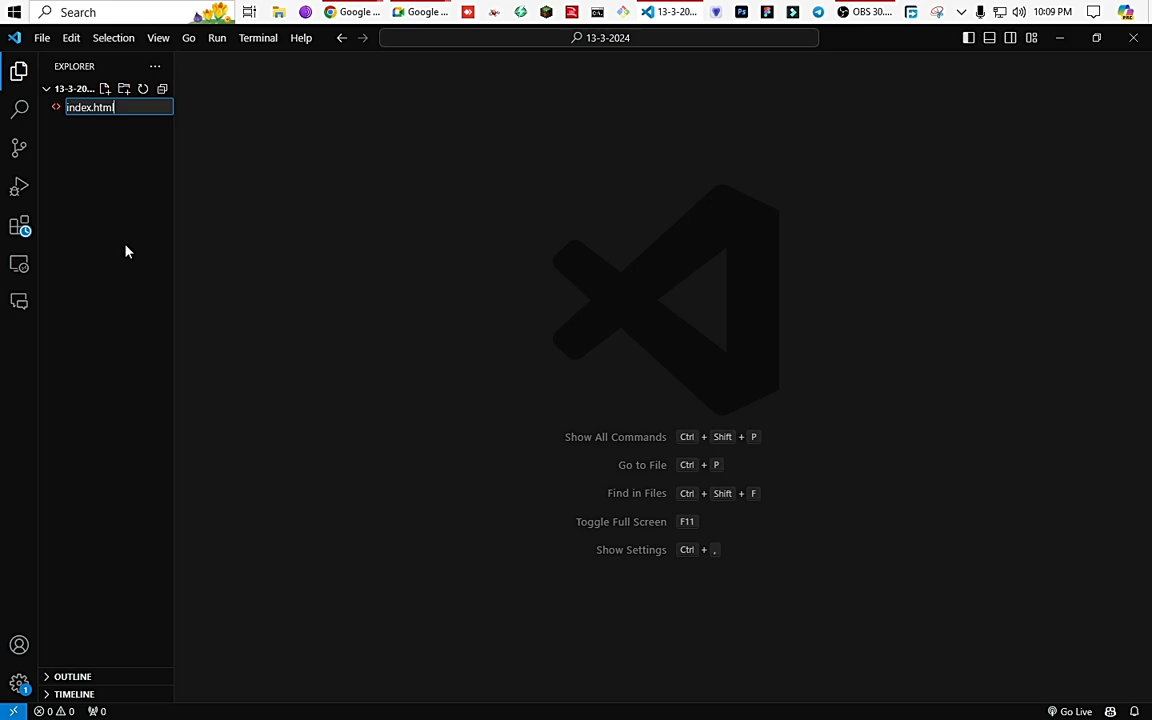 Search
Google ...
Google ...
13-3-20...
OBS 30....
10:09 PM
File Edit Selection View Go Run Terminal Help
13-3-2024
EXPLORER
13-3-20...
index.html
Show All Commands Ctrl + Shift + P
Go to File Ctrl + P
Find in Files Ctrl + Shift + F
Toggle Full Screen F11
Show Settings Ctrl + ,
OUTLINE
TIMELINE
1
0 0 0
Go Live